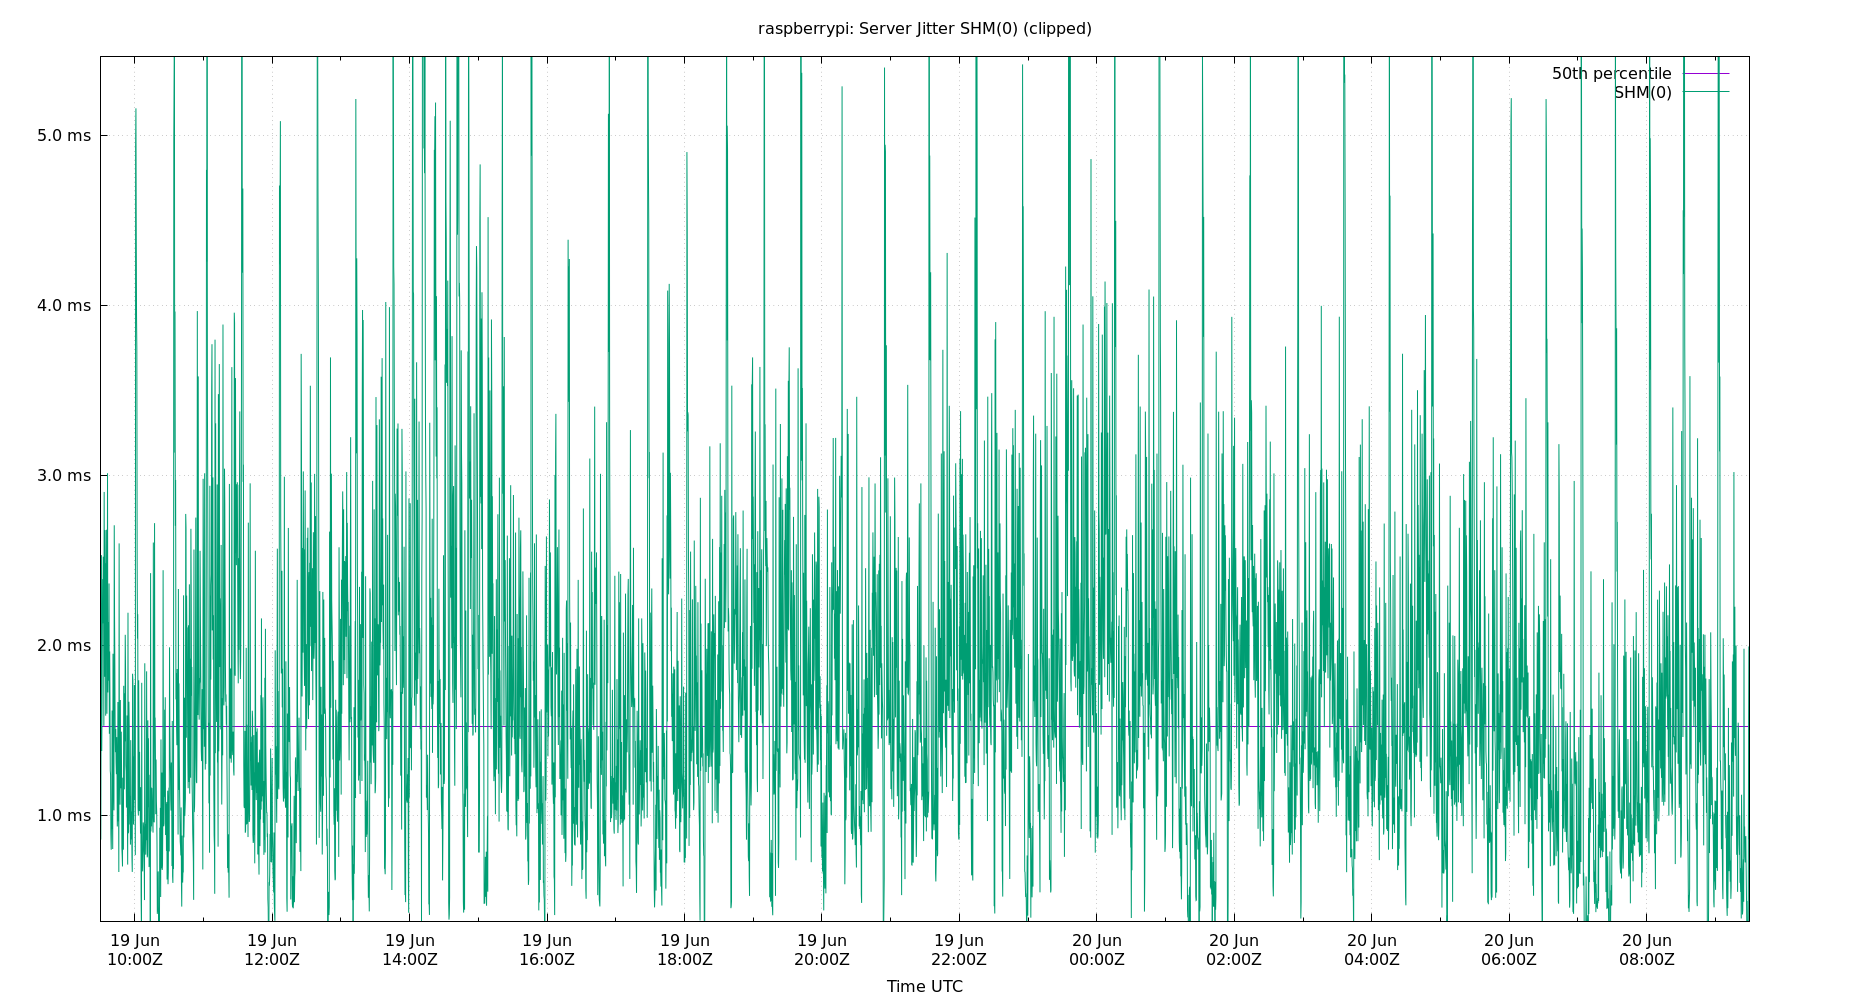 raspberrypi: Server Jitter SHM(0) (clipped)
50th percentile
SHM(0)
5.0 ms
4.0 ms
3.0 ms
2.0 ms
1.0 ms
19 Jun 19 Jun 19 Jun 19 Jun 19 Jun 19 Jun 19 Jun 20 Jun 20 Jun 20 Jun 20 Jun 20 Jun
10:00Z 12:00Z 14:00Z 16:00Z 18:00Z 20:00Z 22:00Z 00:00Z 02:00Z 04:00Z 06:00Z 08:00Z
Time UTC